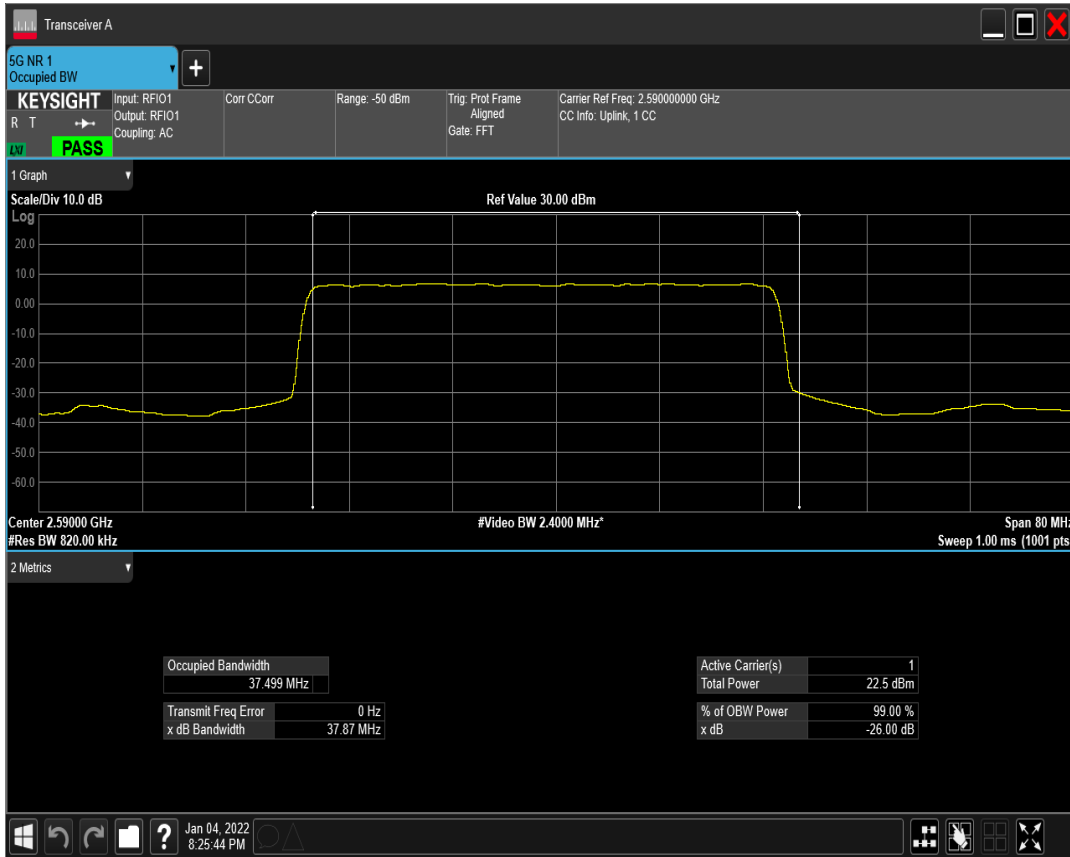 Transceiver A
5G NR 1
Occupied BW
+
KEYSIGHT
R T
LXI
PASS
Input: RFIO1
Output: RFIO1
Coupling: AC
Corr CCorr
Range: -50 dBm
Trig: Prot Frame
Aligned
Gate: FFT
Carrier Ref Freq: 2.590000000 GHz
CC Info: Uplink, 1 CC
1 Graph
Scale/Div 10.0 dB
Ref Value 30.00 dBm
Log
20.0
10.0
0.00
-10.0
-20.0
-30.0
-40.0
-50.0
-60.0
Center 2.59000 GHz
#Video BW 2.4000 MHz*
Span 80 MHz
#Res BW 820.00 kHz
Sweep 1.00 ms (1001 pts
2 Metrics
Occupied Bandwidth
37.499 MHz
Transmit Freq Error 0 Hz
x dB Bandwidth 37.87 MHz
Active Carrier(s) 1
Total Power 22.5 dBm
% of OBW Power 99.00 %
x dB -26.00 dB
?
Jan 04, 2022
8:25:44 PM